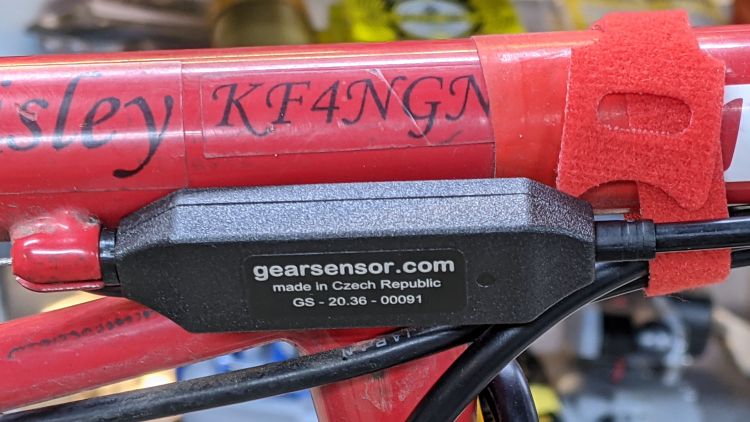 isley
KF4NGN
gearsensor.com
made in Czech Republic
GS - 20.36 - 00091